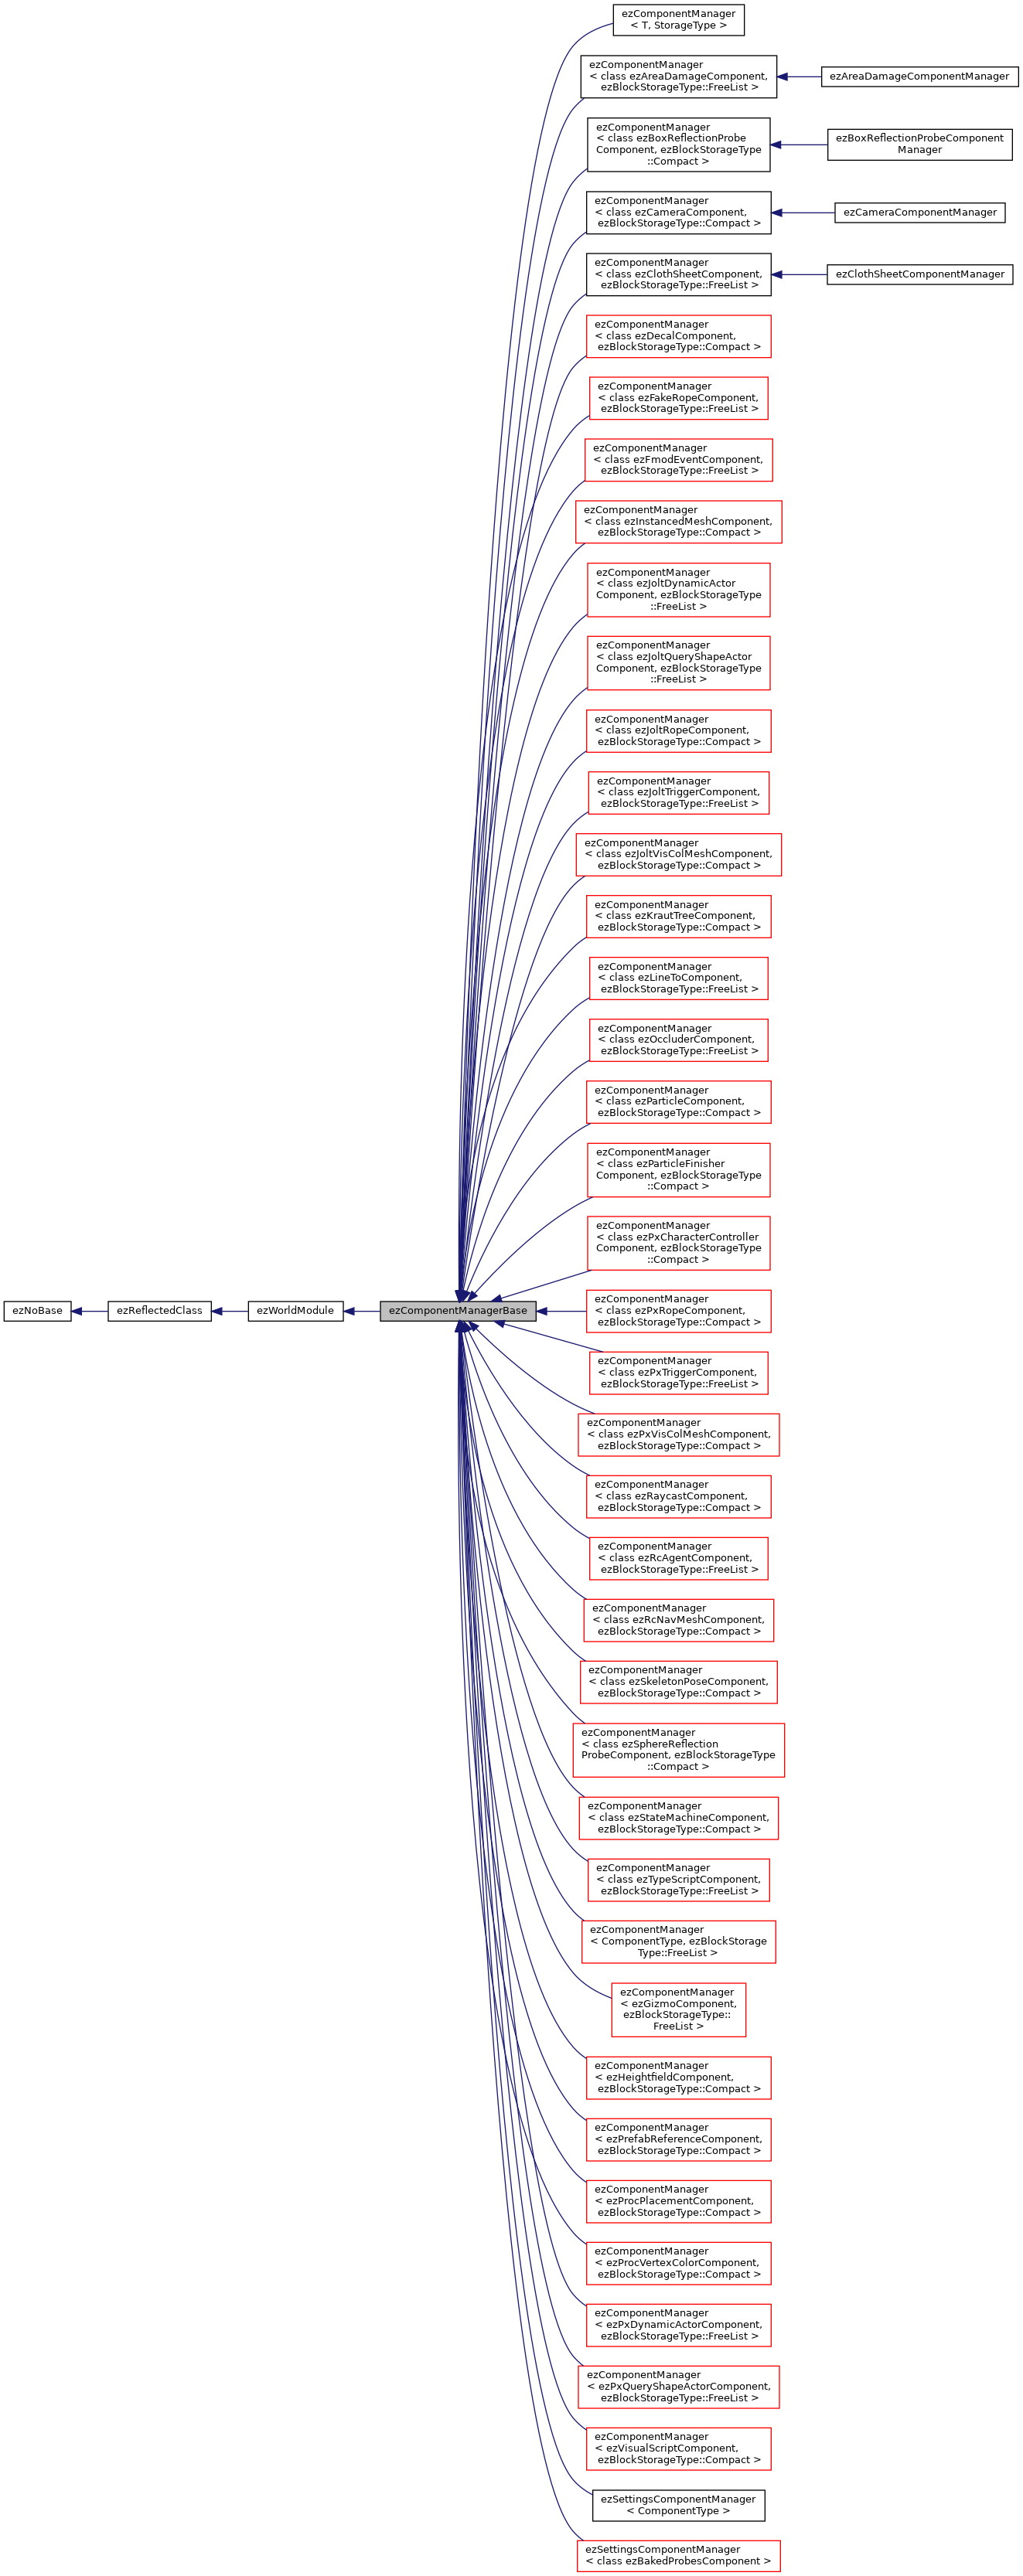 ezComponentManager
< T, StorageType >
ezComponentManager
< class ezAreaDamageComponent,
ezBlockStorageType::FreeList >
ezAreaDamageComponentManager
ezComponentManager
< class ezBoxReflectionProbe
Component, ezBlockStorageType
::Compact >
ezBoxReflectionProbeComponent
Manager
ezComponentManager
< class ezCameraComponent,
ezBlockStorageType::Compact >
ezCameraComponentManager
ezComponentManager
< class ezClothSheetComponent,
ezBlockStorageType::FreeList >
ezClothSheetComponentManager
ezComponentManager
< class ezDecalComponent,
ezBlockStorageType::Compact >
ezComponentManager
< class ezFakeRopeComponent,
ezBlockStorageType::FreeList >
ezComponentManager
< class ezFmodEventComponent,
ezBlockStorageType::FreeList >
ezComponentManager
< class ezInstancedMeshComponent,
ezBlockStorageType::Compact >
ezComponentManager
< class ezJoltDynamicActor
Component, ezBlockStorageType
::FreeList >
ezComponentManager
< class ezJoltQueryShapeActor
Component, ezBlockStorageType
::FreeList >
ezComponentManager
< class ezJoltRopeComponent,
ezBlockStorageType::Compact >
ezComponentManager
< class ezJoltTriggerComponent,
ezBlockStorageType::FreeList >
ezComponentManager
< class ezJoltVisColMeshComponent,
ezBlockStorageType::Compact >
ezComponentManager
< class ezKrautTreeComponent,
ezBlockStorageType::Compact >
ezComponentManager
< class ezLineToComponent,
ezBlockStorageType::FreeList >
ezComponentManager
< class ezOccluderComponent,
ezBlockStorageType::FreeList >
ezComponentManager
< class ezParticleComponent,
ezBlockStorageType::Compact >
ezComponentManager
< class ezParticleFinisher
Component, ezBlockStorageType
::Compact >
ezComponentManager
< class ezPxCharacterController
Component, ezBlockStorageType
::Compact >
ezNoBase
ezReflectedClass
ezWorldModule
ezComponentManagerBase
ezComponentManager
< class ezPxRopeComponent,
ezBlockStorageType::Compact >
ezComponentManager
< class ezPxTriggerComponent,
ezBlockStorageType::FreeList >
ezComponentManager
< class ezPxVisColMeshComponent,
ezBlockStorageType::Compact >
ezComponentManager
< class ezRaycastComponent,
ezBlockStorageType::Compact >
ezComponentManager
< class ezRcAgentComponent,
ezBlockStorageType::FreeList >
ezComponentManager
< class ezRcNavMeshComponent,
ezBlockStorageType::Compact >
ezComponentManager
< class ezSkeletonPoseComponent,
ezBlockStorageType::Compact >
ezComponentManager
< class ezSphereReflection
ProbeComponent, ezBlockStorageType
::Compact >
ezComponentManager
< class ezStateMachineComponent,
ezBlockStorageType::Compact >
ezComponentManager
< class ezTypeScriptComponent,
ezBlockStorageType::FreeList >
ezComponentManager
< ComponentType, ezBlockStorage
Type::FreeList >
ezComponentManager
< ezGizmoComponent,
ezBlockStorageType::
FreeList >
ezComponentManager
< ezHeightfieldComponent,
ezBlockStorageType::Compact >
ezComponentManager
< ezPrefabReferenceComponent,
ezBlockStorageType::Compact >
ezComponentManager
< ezProcPlacementComponent,
ezBlockStorageType::Compact >
ezComponentManager
< ezProcVertexColorComponent,
ezBlockStorageType::Compact >
ezComponentManager
< ezPxDynamicActorComponent,
ezBlockStorageType::FreeList >
ezComponentManager
< ezPxQueryShapeActorComponent,
ezBlockStorageType::FreeList >
ezComponentManager
< ezVisualScriptComponent,
ezBlockStorageType::Compact >
ezSettingsComponentManager
< ComponentType >
ezSettingsComponentManager
< class ezBakedProbesComponent >